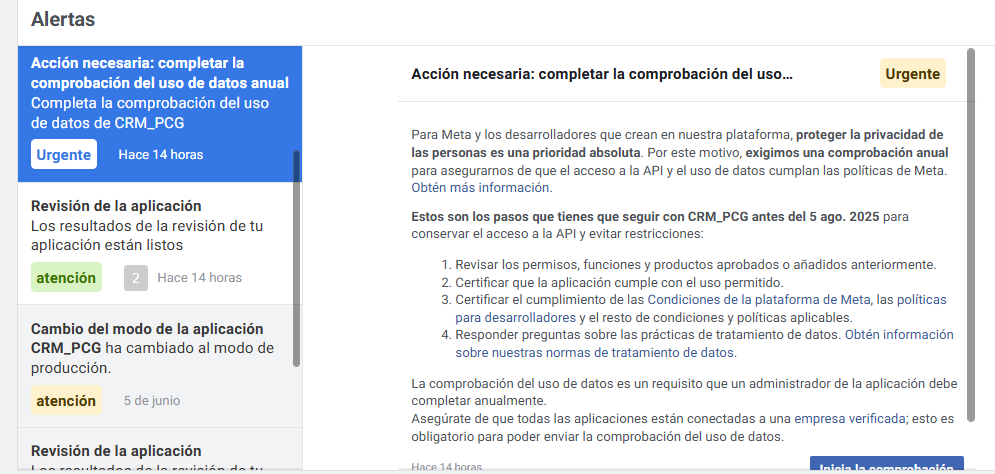 Alertas
Acción necesaria: completar la
comprobación del uso de datos anual
Completa la comprobación del uso
de datos de CRM_PCG
Urgente
Hace 14 horas
Revisión de la aplicación
Los resultados de la revisión de tu
aplicación están listos
atención
2
Hace 14 horas
Cambio del modo de la aplicación
CRM_PCG ha cambiado al modo de
producción.
atención
5 de junio
Revisión de la aplicación
Los resultados de la revisión de tu
Acción necesaria: completar la comprobación del uso...
Urgente
Para Meta y los desarrolladores que crean en nuestra plataforma, proteger la privacidad de
las personas es una prioridad absoluta. Por este motivo, exigimos una comprobación anual
para asegurarnos de que el acceso a la API y el uso de datos cumplan las políticas de Meta.
Obtén más información.
Estos son los pasos que tienes que seguir con CRM_PCG antes del 5 ago. 2025 para
conservar el acceso a la API y evitar restricciones:
1. Revisar los permisos, funciones y productos aprobados o añadidos anteriormente.
2. Certificar que la aplicación cumple con el uso permitido.
3. Certificar el cumplimiento de las Condiciones de la plataforma de Meta, las políticas
para desarrolladores y el resto de condiciones y políticas aplicables.
4. Responder preguntas sobre las prácticas de tratamiento de datos. Obtén información
sobre nuestras normas de tratamiento de datos.
La comprobación del uso de datos es un requisito que un administrador de la aplicación debe
completar anualmente.
Asegúrate de que todas las aplicaciones están conectadas a una empresa verificada; esto es
obligatorio para poder enviar la comprobación del uso de datos.
Hace 14 horas
Inicia la comprobación